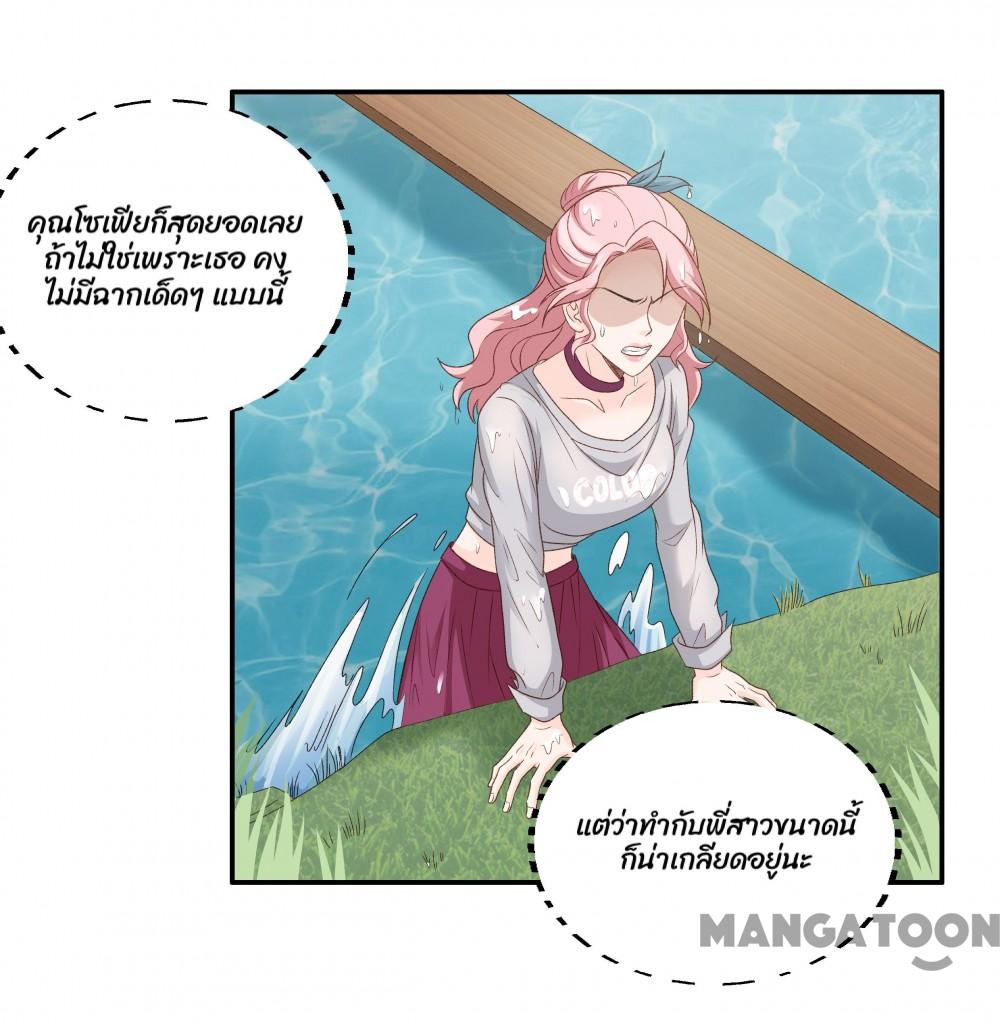 คุณโซเฟียก็สุดยอดเลย
ถ้าไม่ใช่เพราะเธอ คง
ไม่มีฉากเด็ดๆ แบบนี้
COLO
แต่ว่าทำกับพี่สาวขนาดนี้
ก็น่าเกลียดอยู่นะ
MANGATOON